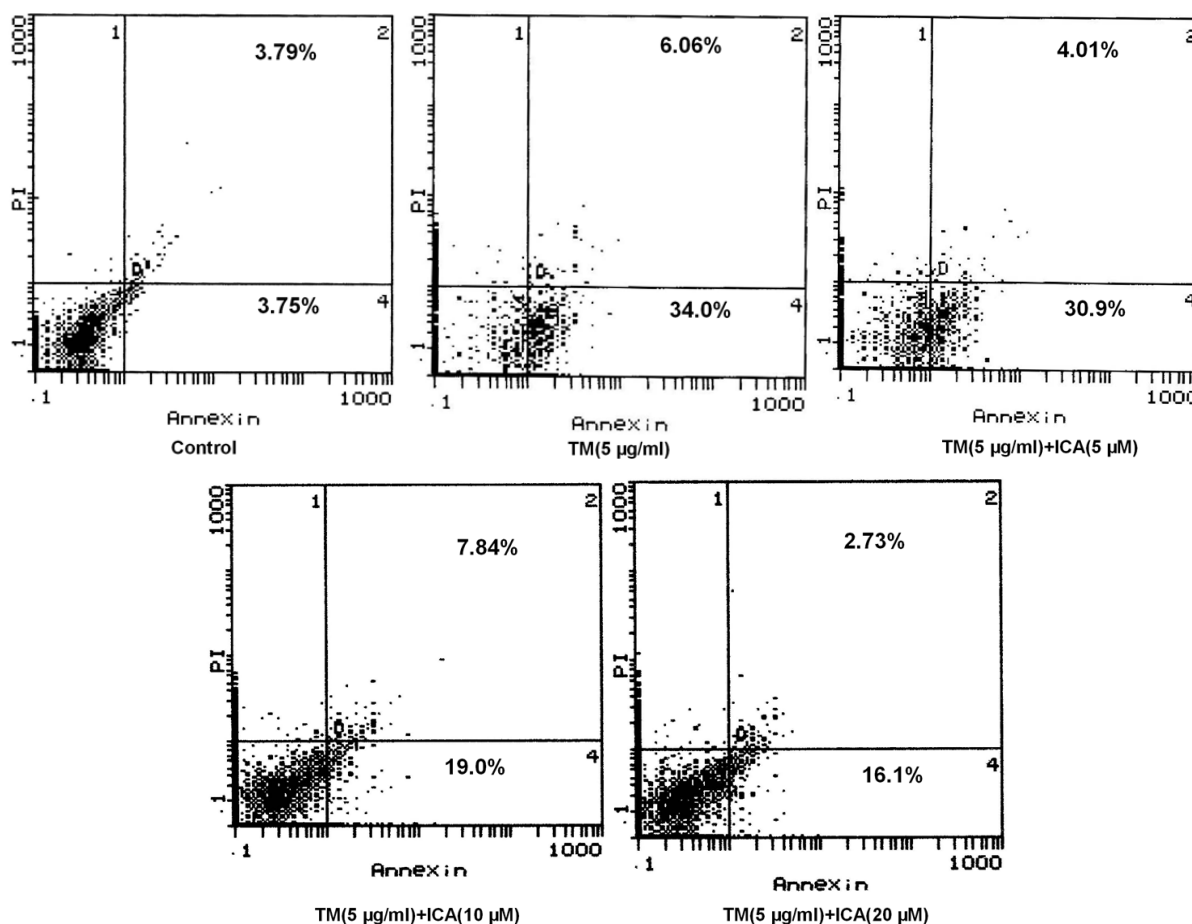 1000 1 3.79% 2
PI
D
3.75% 4
1
.1 1000
Annexin
Control
1000 1 6.06% 2
PI
D
34.0% 4
1
.1 1000
Annexin
TM(5 µg/ml)
1000 1 4.01% 2
PI
D
30.9% 4
1
.1 1000
Annexin
TM(5 µg/ml)+ICA(5 µM)
1000 1 2
7.84%
PI
D
19.0% 4
1
.1 1000
Annexin
TM(5 µg/ml)+ICA(10 µM)
1000 1 2
2.73%
PI
D
16.1% 4
1
.1 1000
Annexin
TM(5 µg/ml)+ICA(20 µM)